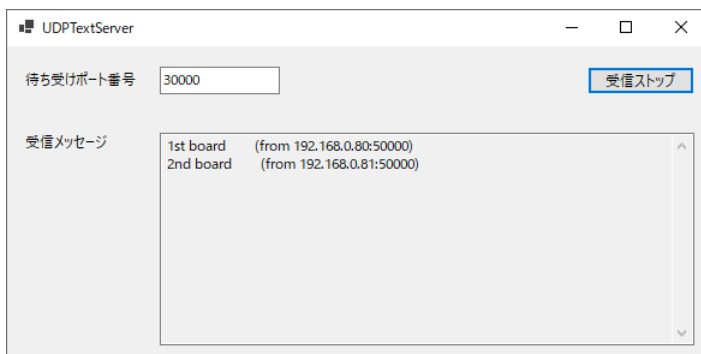 UDPTextServer
待ち受けポート番号 30000 受信ストップ
受信メッセージ
1st board (from 192.168.0.80:50000)
2nd board (from 192.168.0.81:50000)